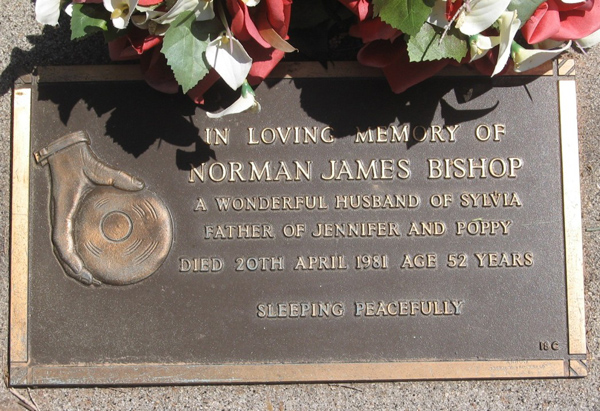 IN LOVING MEMORY OF
NORMAN JAMES BISHOP
A WONDERFUL HUSBAND OF SYLVIA
FATHER OF JENNIFER AND POPPY
DIED 20TH APRIL 1981 AGE 52 YEARS
SLEEPING PEACEFULLY
18 C